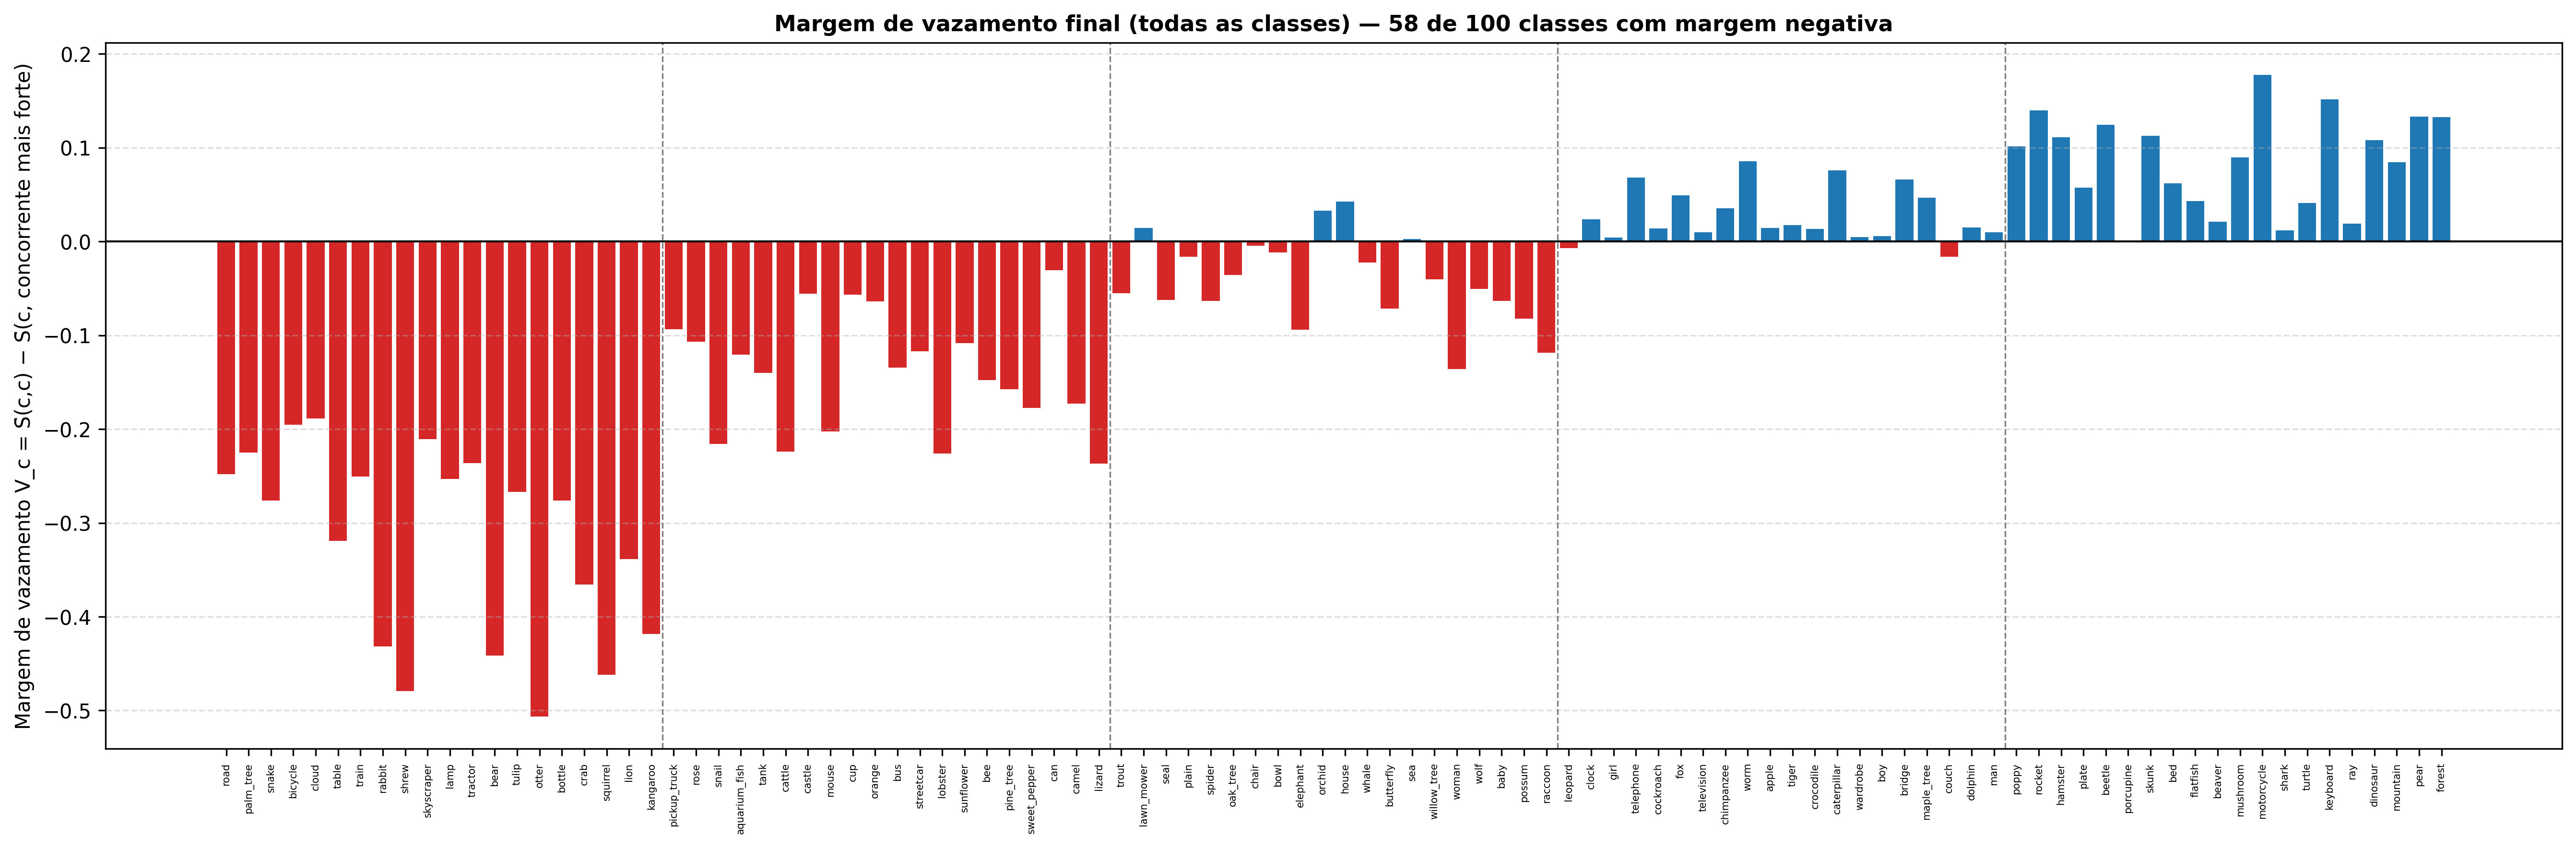 Margem de vazamento final (todas as classes) — 58 de 100 classes com margem negativa
Margem de vazamento V_c = S(c,c) − S(c, concorrente mais forte)
0.2
0.1
0.0
−0.1
−0.2
−0.3
−0.4
−0.5
road
palm_tree
snake
bicycle
cloud
table
train
rabbit
shrew
skyscraper
lamp
tractor
bear
tulip
otter
bottle
crab
squirrel
lion
kangaroo
pickup_truck
rose
snail
aquarium_fish
tank
cattle
castle
mouse
cup
orange
bus
streetcar
lobster
sunflower
bee
pine_tree
sweet_pepper
can
camel
lizard
trout
lawn_mower
seal
plain
spider
oak_tree
chair
bowl
elephant
orchid
house
whale
butterfly
sea
willow_tree
woman
wolf
baby
possum
raccoon
leopard
clock
girl
telephone
cockroach
fox
television
chimpanzee
worm
apple
tiger
crocodile
caterpillar
wardrobe
boy
bridge
maple_tree
couch
dolphin
man
poppy
rocket
hamster
plate
beetle
porcupine
skunk
bed
flatfish
beaver
mushroom
motorcycle
shark
turtle
keyboard
ray
dinosaur
mountain
pear
forest